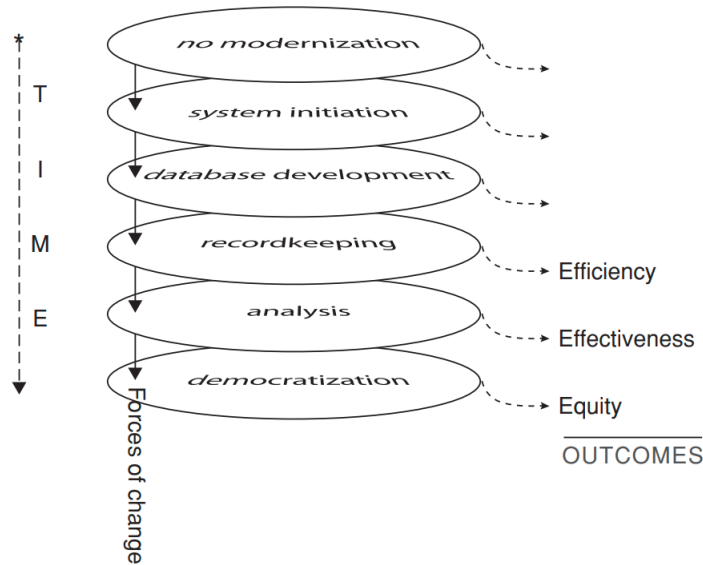 *
no modernization
T
system initiation
I
database development
M
recordkeeping
Efficiency
E
analysis
Effectiveness
democratization
Equity
Forces of change
OUTCOMES